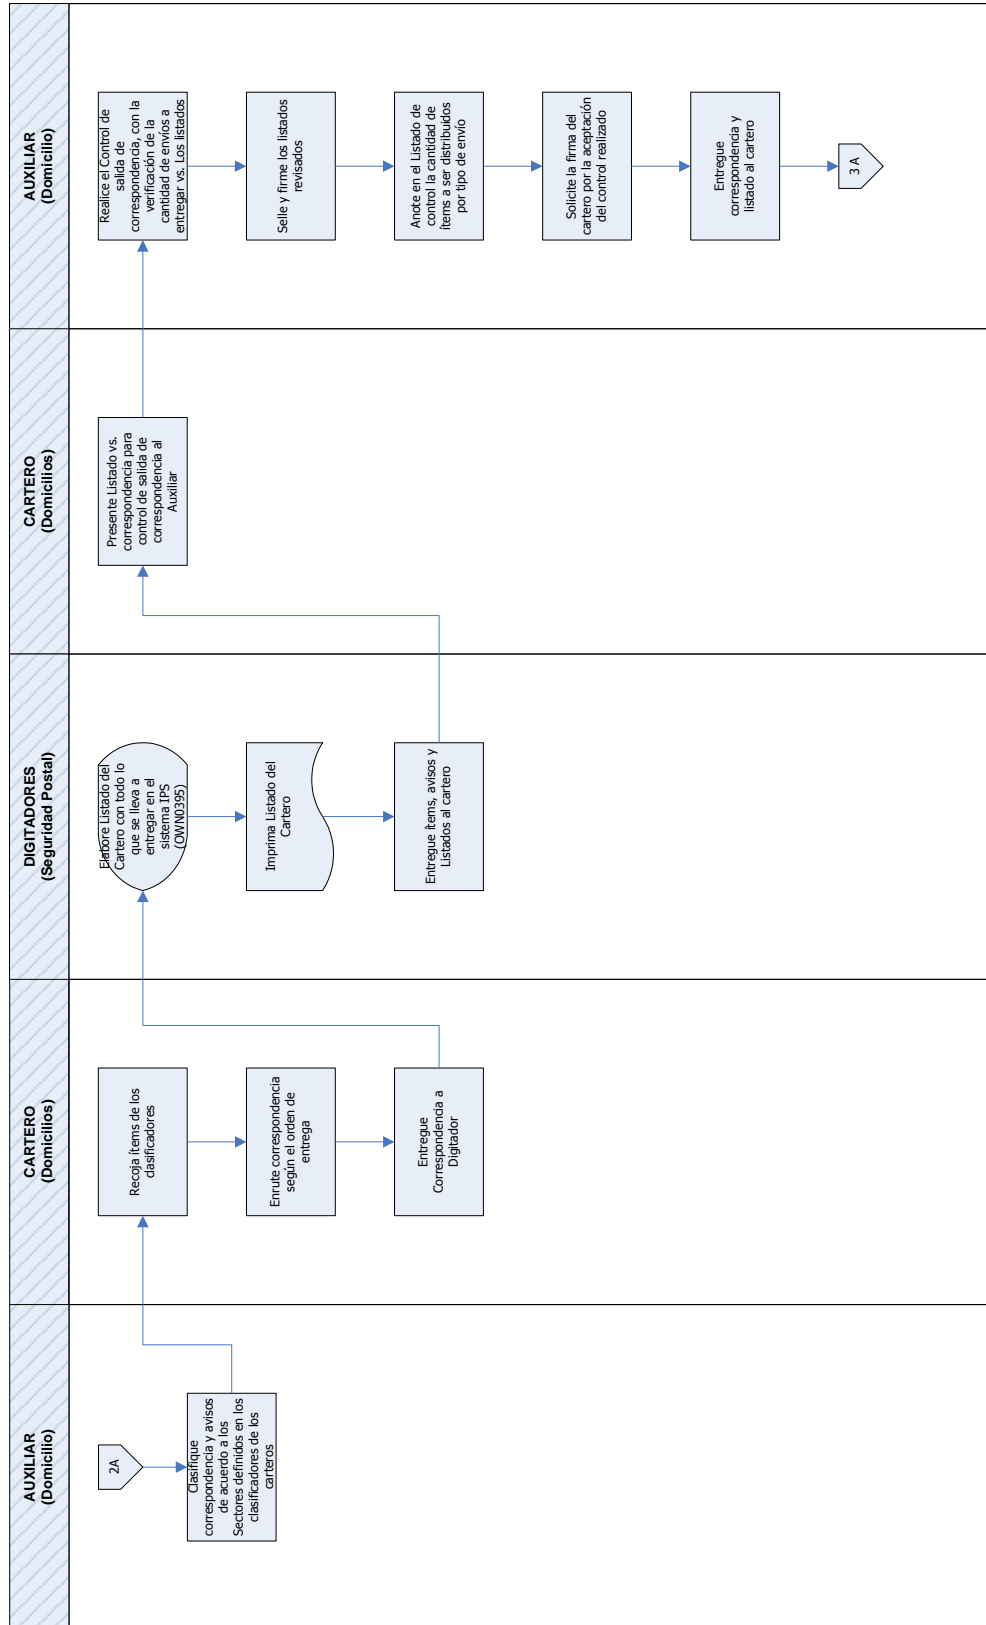 AUXILIAR
(Domicilio)
CARTERO
(Domicilios)
DIGITADORES
(Seguridad Postal)
CARTERO
(Domicilios)
AUXILIAR
(Domicilio)
2A
Clasifique
correspondencia y avisos
de acuerdo a los
Sectores definidos en los
clasificadores de los
carteros
Recoja ítems de los
clasificadores
Enrute correspondencia
según el orden de
entrega
Entregue
Correspondencia a
Digitador
Elabore Listado del
Cartero con todo lo
que se lleva a
entregar en el
sistema IPS
(OWN0395)
Imprima Listado del
Cartero
Entregue ítems, avisos y
Listados al cartero
Presente Listado vs.
correspondencia para
control de salida de
correspondencia al
Auxiliar
Realice el Control de
salida de
correspondencia, con la
verificación de la
cantidad de envíos a
entregar vs. Los listados
Selle y firme los listados
revisados
Anote en el Listado de
control la cantidad de
ítems a ser distribuidos
por tipo de envío
Solicite la firma del
cartero por la aceptación
del control realizado
Entregue
correspondencia y
listado al cartero
3 A